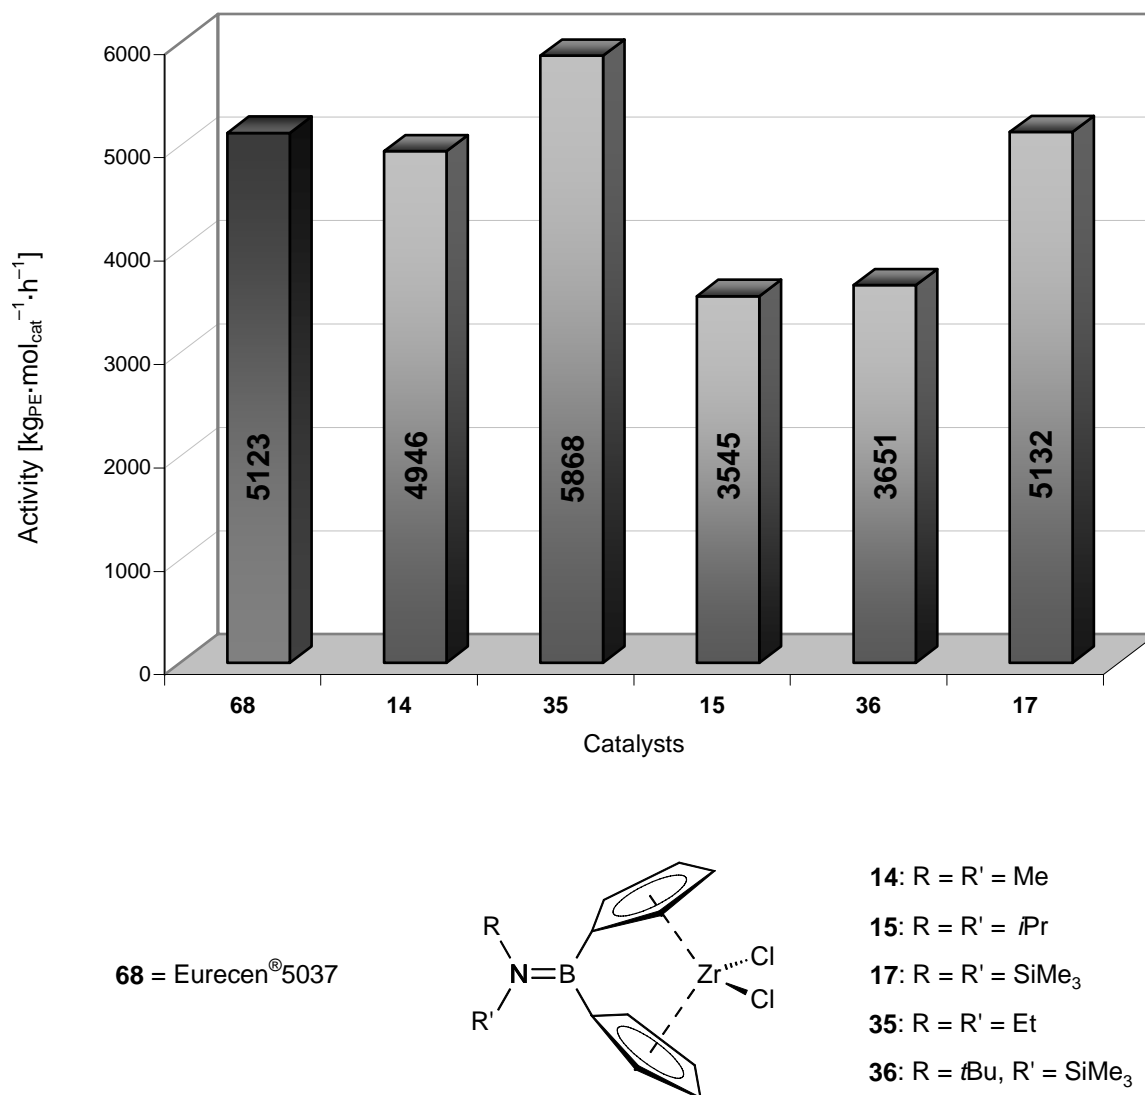 6000
5000
4000
3000
2000
1000
0
Activity [kgPE·molcat⁻¹·h⁻¹]
5123
4946
5868
3545
3651
5132
68 14 35 15 36 17
Catalysts
68 = Eurecen®5037
R
R'
N=B
Zr
Cl
Cl
14: R = R' = Me
15: R = R' = iPr
17: R = R' = SiMe₃
35: R = R' = Et
36: R = tBu, R' = SiMe₃